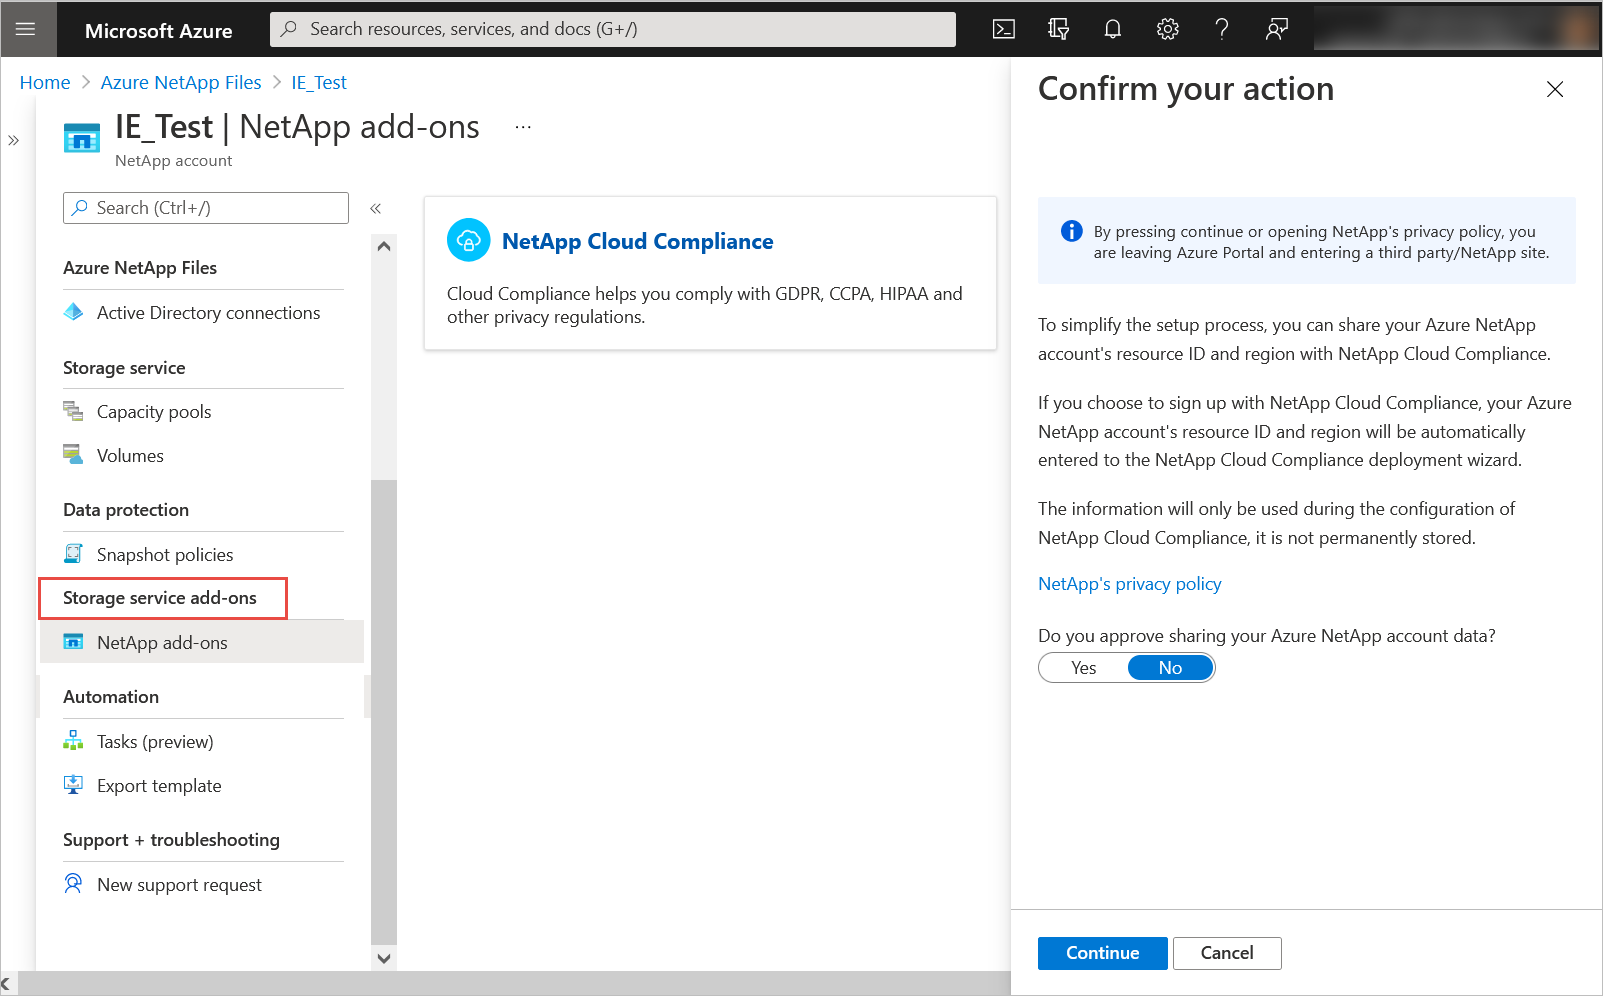 Microsoft Azure
Search resources, services, and docs (G+/)
Home > Azure NetApp Files > IE_Test
IE_Test | NetApp add-ons ...
NetApp account
Search (Ctrl+/)
Azure NetApp Files
Active Directory connections
Storage service
Capacity pools
Volumes
Data protection
Snapshot policies
Storage service add-ons
NetApp add-ons
Automation
Tasks (preview)
Export template
Support + troubleshooting
New support request
NetApp Cloud Compliance
Cloud Compliance helps you comply with GDPR, CCPA, HIPAA and
other privacy regulations.
Confirm your action
By pressing continue or opening NetApp's privacy policy, you
are leaving Azure Portal and entering a third party/NetApp site.
To simplify the setup process, you can share your Azure NetApp
account's resource ID and region with NetApp Cloud Compliance.
If you choose to sign up with NetApp Cloud Compliance, your Azure
NetApp account's resource ID and region will be automatically
entered to the NetApp Cloud Compliance deployment wizard.
The information will only be used during the configuration of
NetApp Cloud Compliance, it is not permanently stored.
NetApp's privacy policy
Do you approve sharing your Azure NetApp account data?
Yes No
Continue Cancel